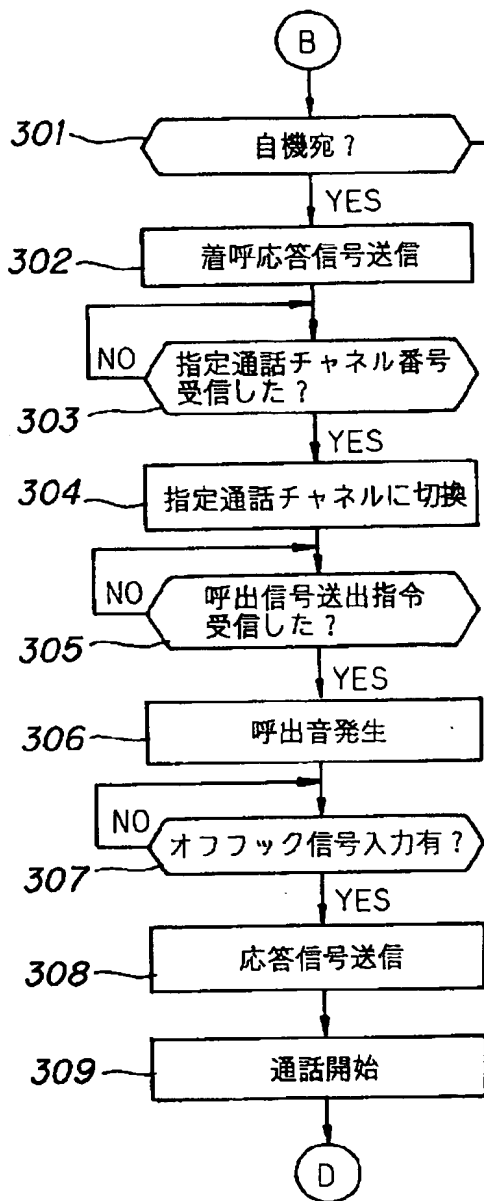 B
301
自機宛?
YES
302
着呼応答信号送信
NO
指定通話チャネル番号
受信した?
303
YES
304
指定通話チャネルに切換
NO
呼出信号送出指令
受信した?
305
YES
306
呼出音発生
NO
オフフック信号入力有?
307
YES
308
応答信号送信
309
通話開始
D